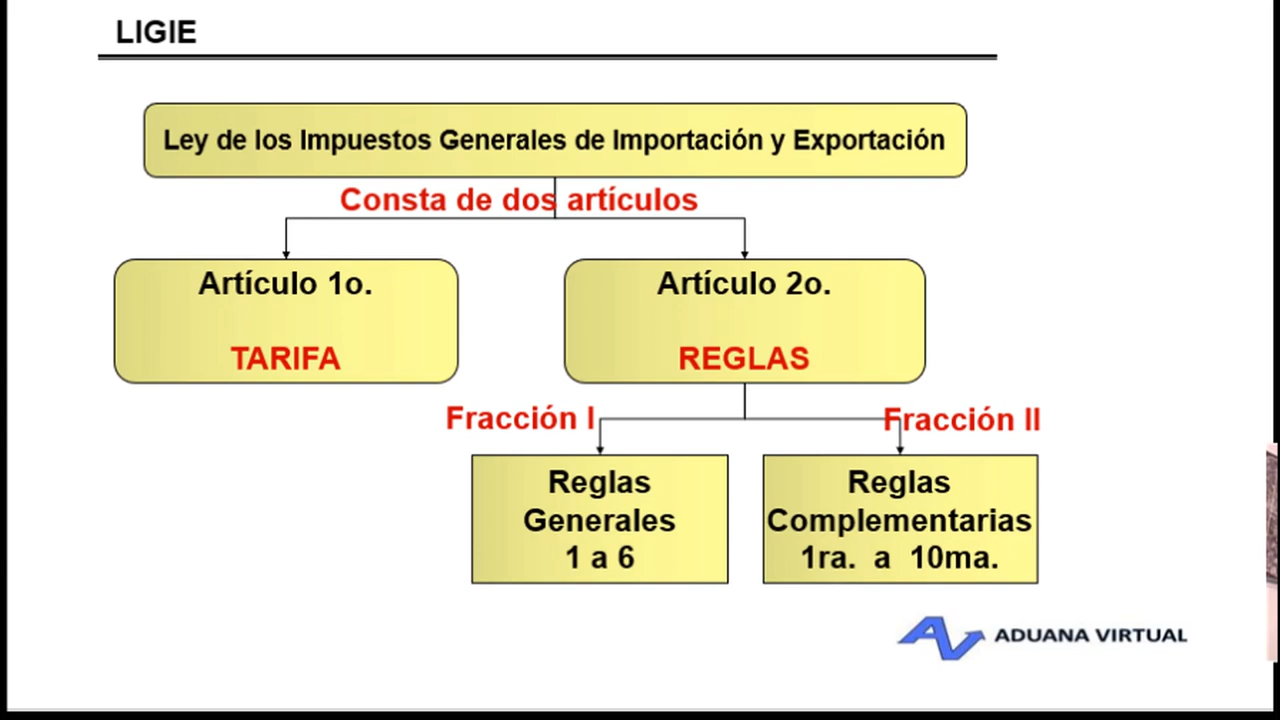 LIGIE
Ley de los Impuestos Generales de Importación y Exportación
Consta de dos artículos
Artículo 1o.
TARIFA
Artículo 2o.
REGLAS
Fracción I
Fracción II
Reglas
Generales
1 a 6
Reglas
Complementarias
1ra. a 10ma.
ADUANA VIRTUAL